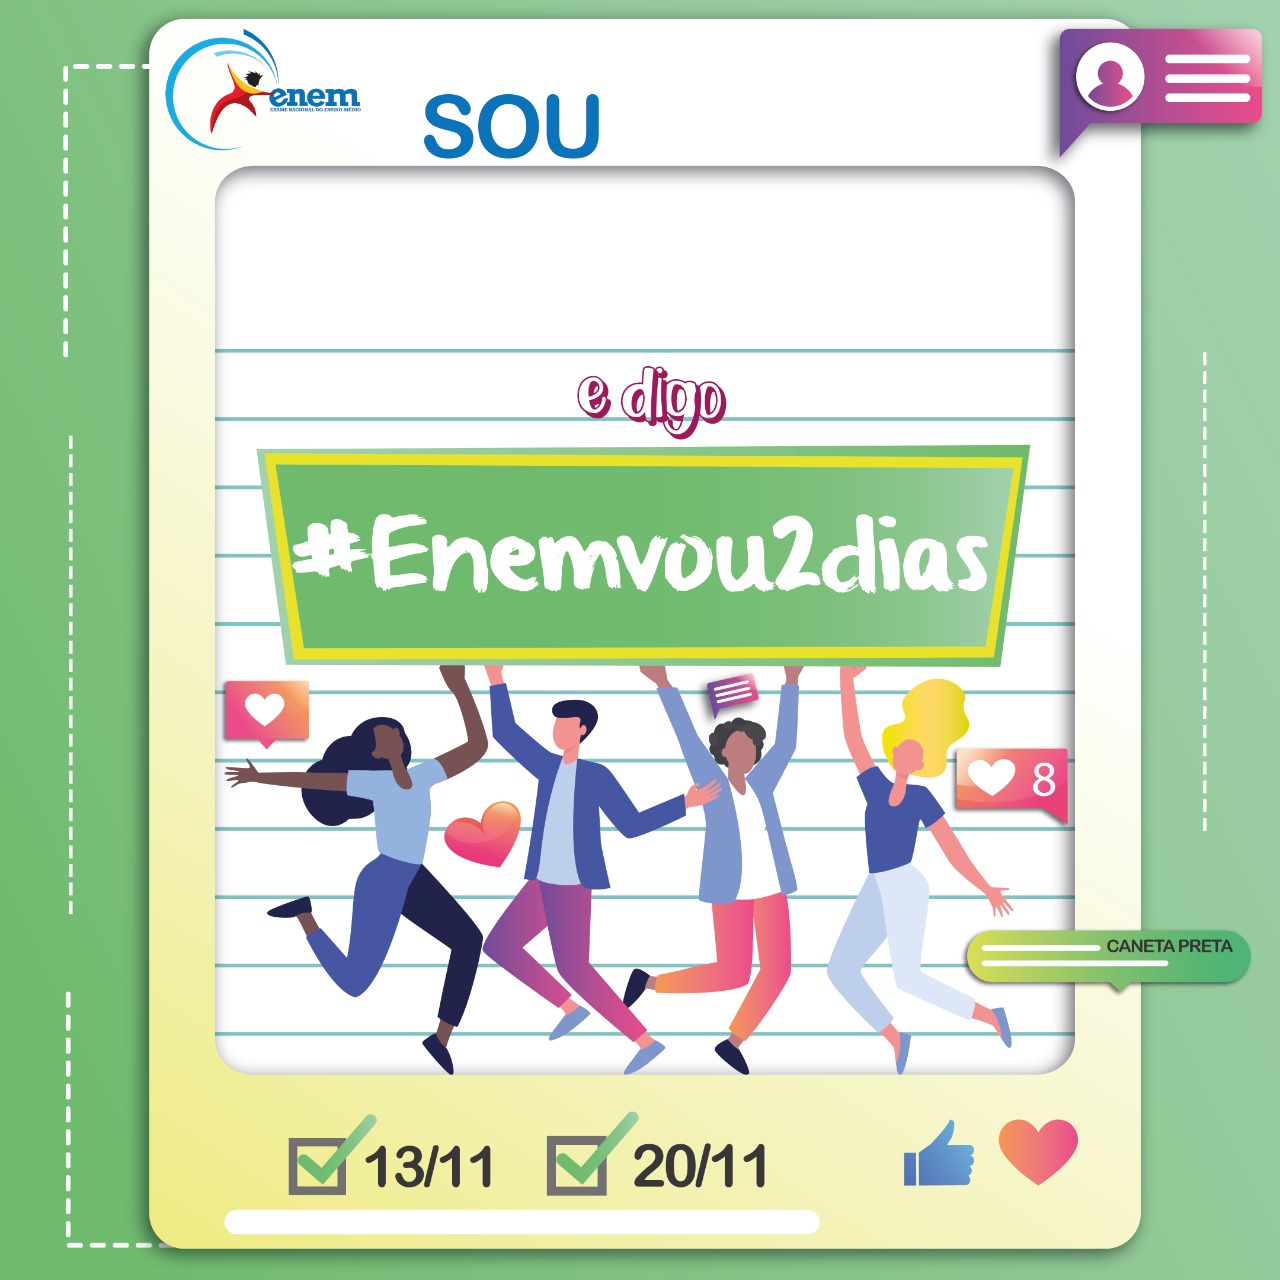 enem
EXAME NACIONAL DO ENSINO MÉDIO
SOU
e digo
#Enemvou2dias
8
CANETA PRETA
13/11
20/11